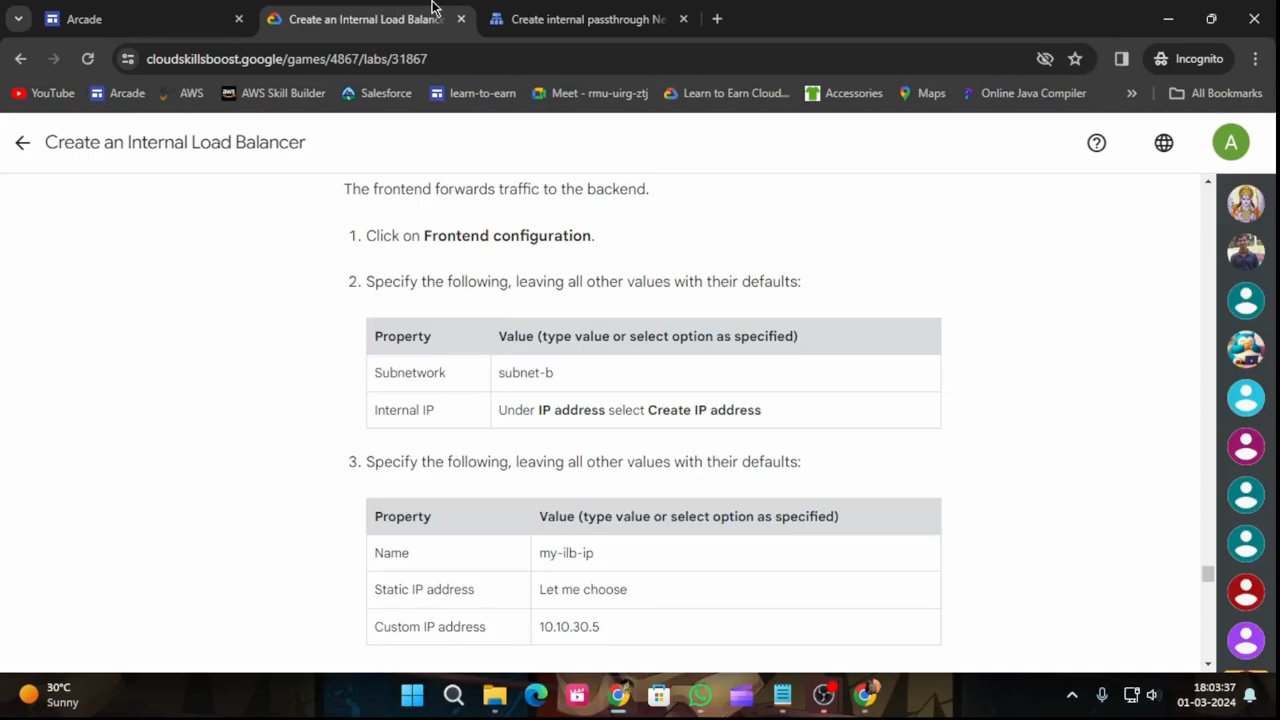 Arcade
Create an Internal Load Balanc
Create internal passthrough Ne
cloudskillsboost.google/games/4867/labs/31867
Incognito
YouTube
Arcade
AWS
AWS Skill Builder
Salesforce
learn-to-earn
Meet - rmu-uirg-ztj
Learn to Earn Cloud...
Accessories
Maps
Online Java Compiler
»
All Bookmarks
Create an Internal Load Balancer
A
The frontend forwards traffic to the backend.
1. Click on Frontend configuration.
2. Specify the following, leaving all other values with their defaults:
Property Value (type value or select option as specified)
Subnetwork subnet-b
Internal IP Under IP address select Create IP address
3. Specify the following, leaving all other values with their defaults:
Property Value (type value or select option as specified)
Name my-ilb-ip
Static IP address Let me choose
Custom IP address 10.10.30.5
30°C
Sunny
18:03:37
01-03-2024